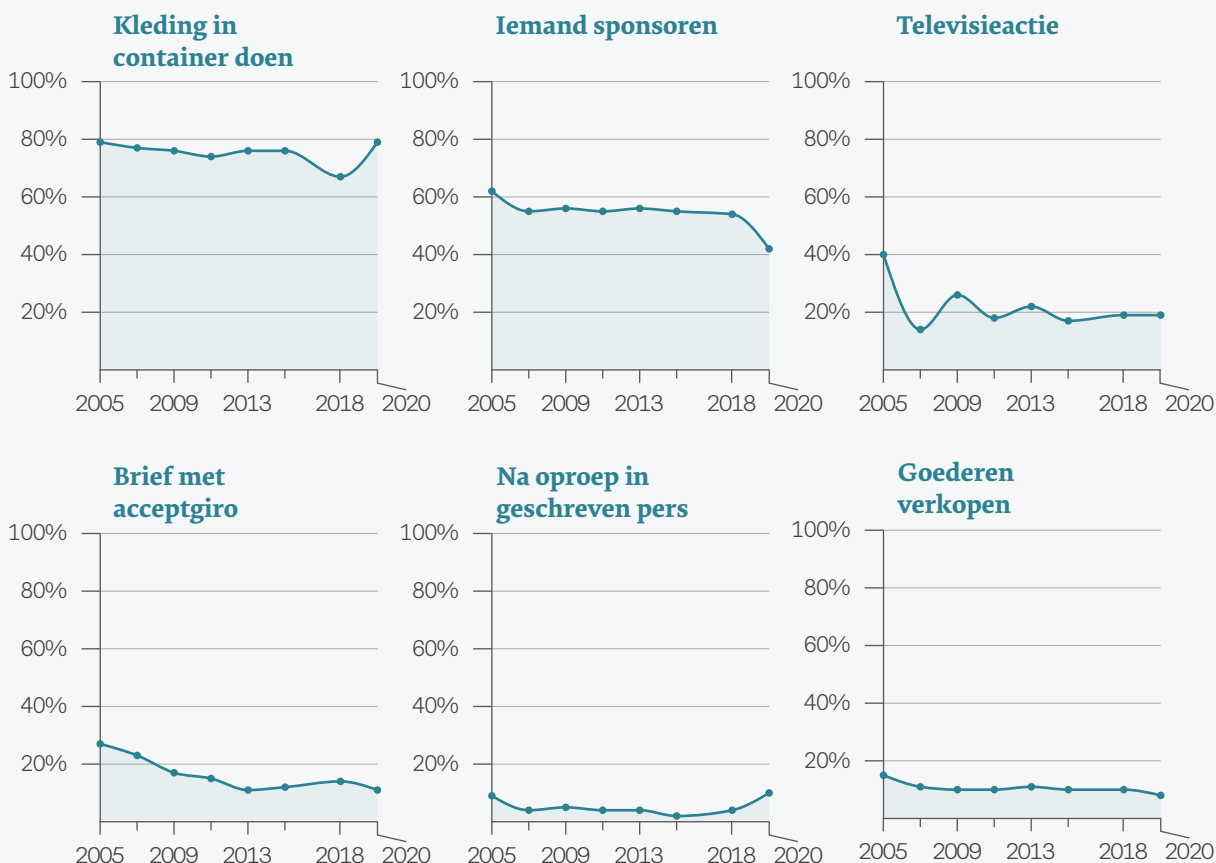 Kleding in
container doen
100%
80%
60%
40%
20%
2005 2009 2013 2018 2020
Iemand sponsoren
100%
80%
60%
40%
20%
2005 2009 2013 2018 2020
Televisieactie
100%
80%
60%
40%
20%
2005 2009 2013 2018 2020
Brief met
acceptgiro
100%
80%
60%
40%
20%
2005 2009 2013 2018 2020
Na oproep in
geschreven pers
100%
80%
60%
40%
20%
2005 2009 2013 2018 2020
Goederen
verkopen
100%
80%
60%
40%
20%
2005 2009 2013 2018 2020